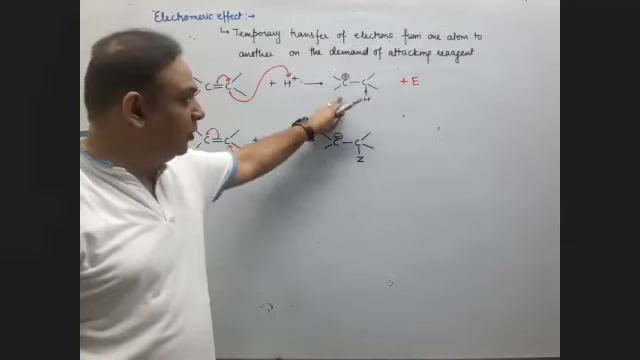 Electromeric effect:-
↳ Temporary transfer of electrons from one atom to
another on the demand of attacking reagent
C=C + H+ → ⊕C–C + E
H
C=C + ⊖C–C
Z